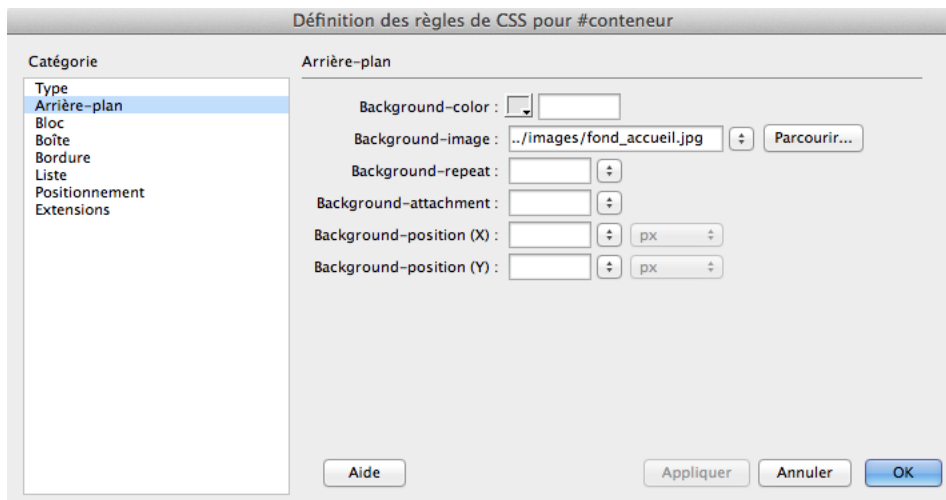 Définition des règles de CSS pour #conteneur
Catégorie
Type
Arrière-plan
Bloc
Boîte
Bordure
Liste
Positionnement
Extensions
Arrière-plan
Background-color :
Background-image : ../images/fond_accueil.jpg Parcourir...
Background-repeat :
Background-attachment :
Background-position (X) : px
Background-position (Y) : px
Aide Appliquer Annuler OK